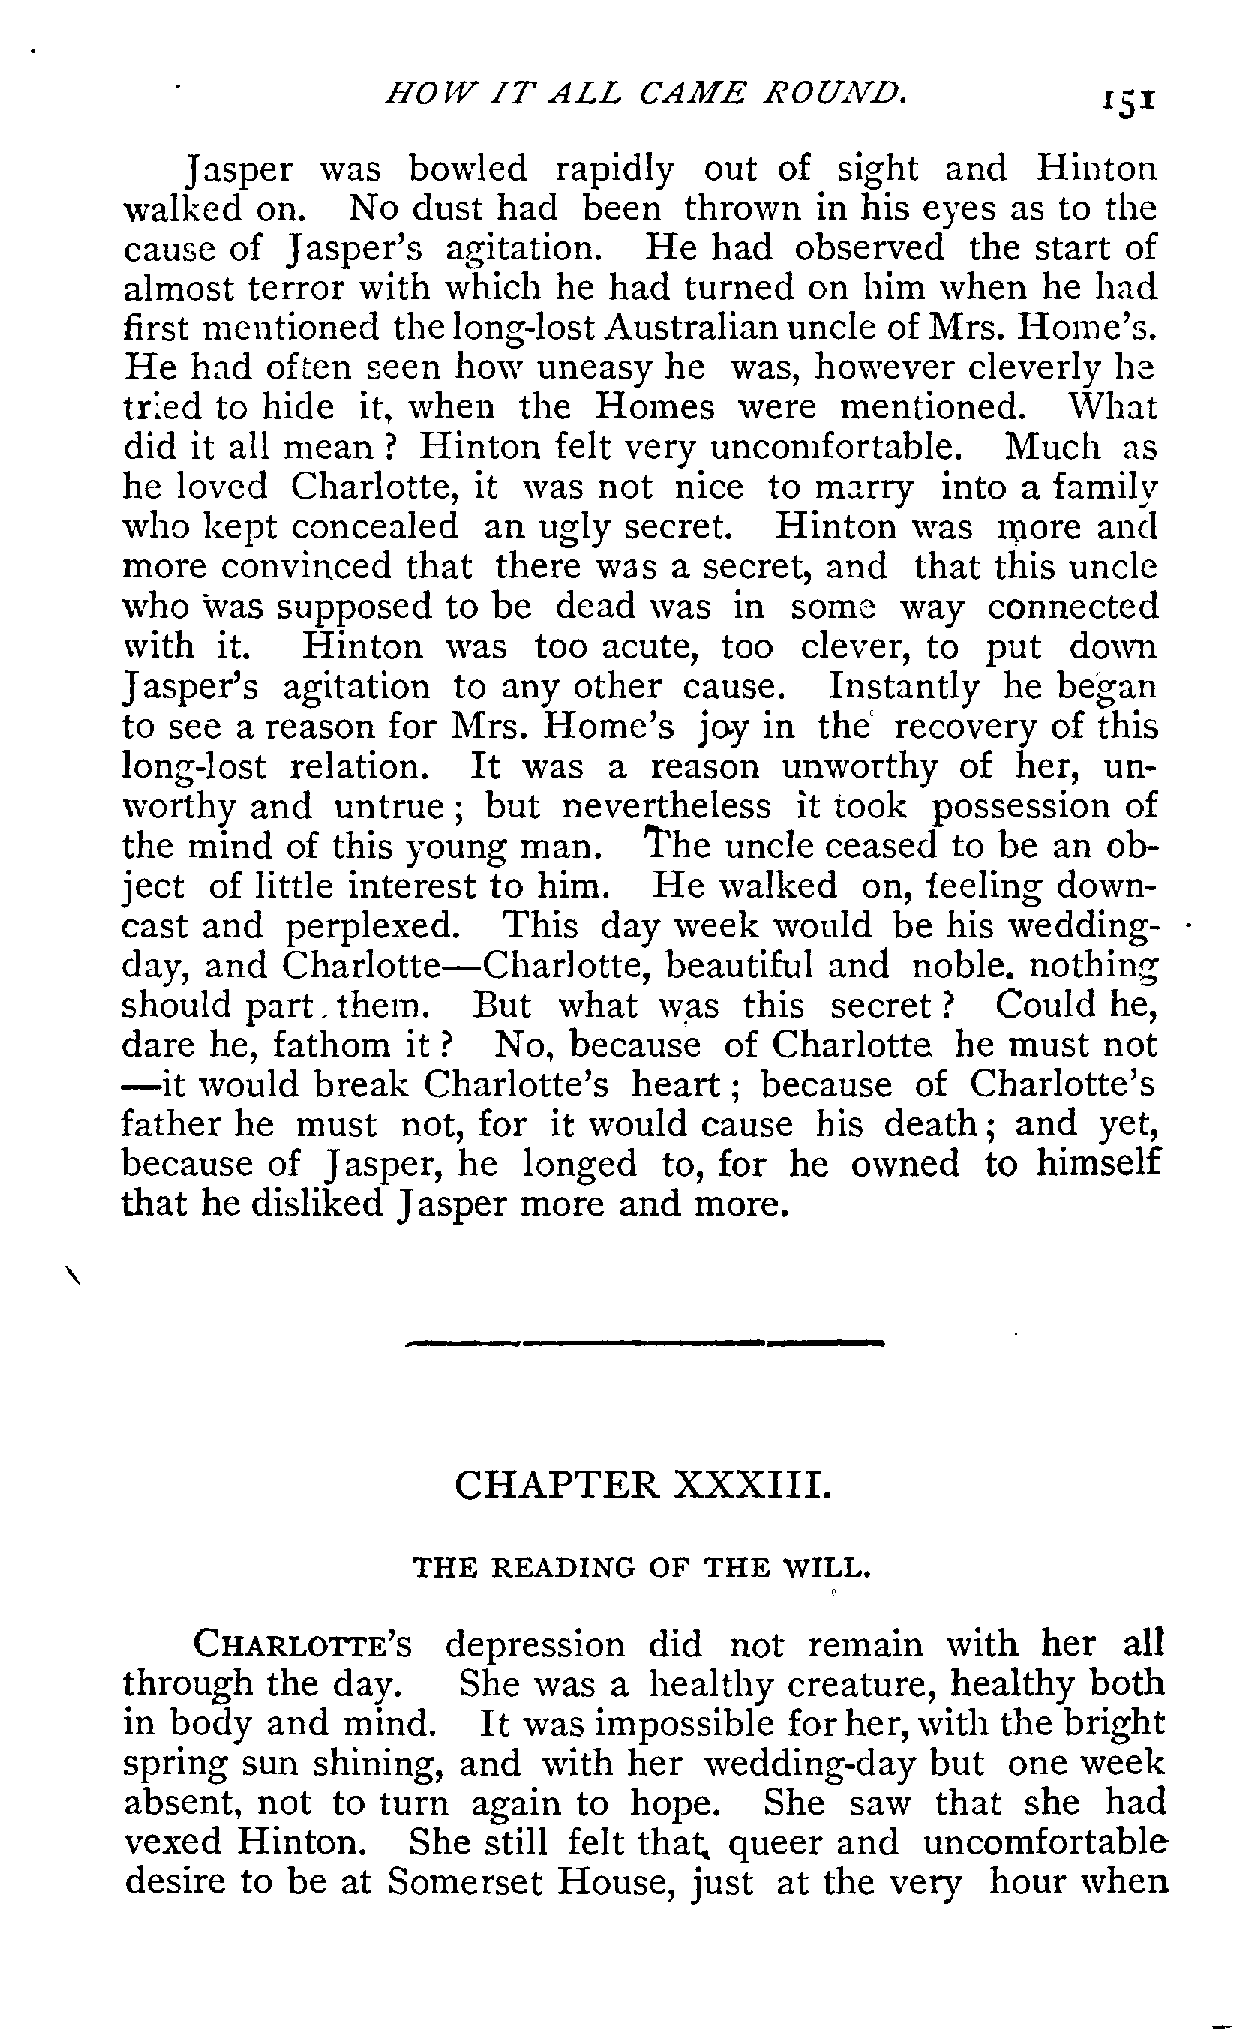 HOW IT ALL CAME ROUND. 151
Jasper was bowled rapidly out of sight and Hinton
walked on. No dust had been thrown in his eyes as to the
cause of Jasper's agitation. He had observed the start of
almost terror with which he had turned on him when he had
first mentioned the long-lost Australian uncle of Mrs. Home's.
He had often seen how uneasy he was, however cleverly he
tried to hide it, when the Homes were mentioned. What
did it all mean ? Hinton felt very uncomfortable. Much as
he loved Charlotte, it was not nice to marry into a family
who kept concealed an ugly secret. Hinton was more and
more convinced that there was a secret, and that this uncle
who was supposed to be dead was in some way connected
with it. Hinton was too acute, too clever, to put down
Jasper's agitation to any other cause. Instantly he began
to see a reason for Mrs. Home's joy in the recovery of this
long-lost relation. It was a reason unworthy of her, un-
worthy and untrue ; but nevertheless it took possession of
the mind of this young man. The uncle ceased to be an ob-
ject of little interest to him. He walked on, feeling down-
cast and perplexed. This day week would be his wedding-
day, and Charlotte—Charlotte, beautiful and noble. nothing
should part them. But what was this secret ? Could he,
dare he, fathom it ? No, because of Charlotte he must not
—it would break Charlotte's heart ; because of Charlotte's
father he must not, for it would cause his death ; and yet,
because of Jasper, he longed to, for he owned to himself
that he disliked Jasper more and more.
CHAPTER XXXIII.
THE READING OF THE WILL.
CHARLOTTE'S depression did not remain with her all
through the day. She was a healthy creature, healthy both
in body and mind. It was impossible for her, with the bright
spring sun shining, and with her wedding-day but one week
absent, not to turn again to hope. She saw that she had
vexed Hinton. She still felt that queer and uncomfortable
desire to be at Somerset House, just at the very hour when